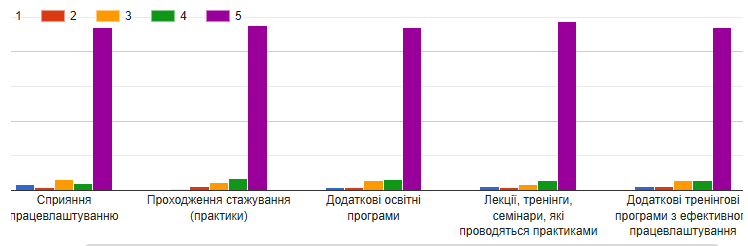 1 2 3 4 5
Сприяння
працевлаштуванню
Проходження стажування
(практики)
Додаткові освітні
програми
Лекції, тренінги,
семінари, які
проводяться практиками
Додаткові тренінгові
програми з ефективног
працевлаштування